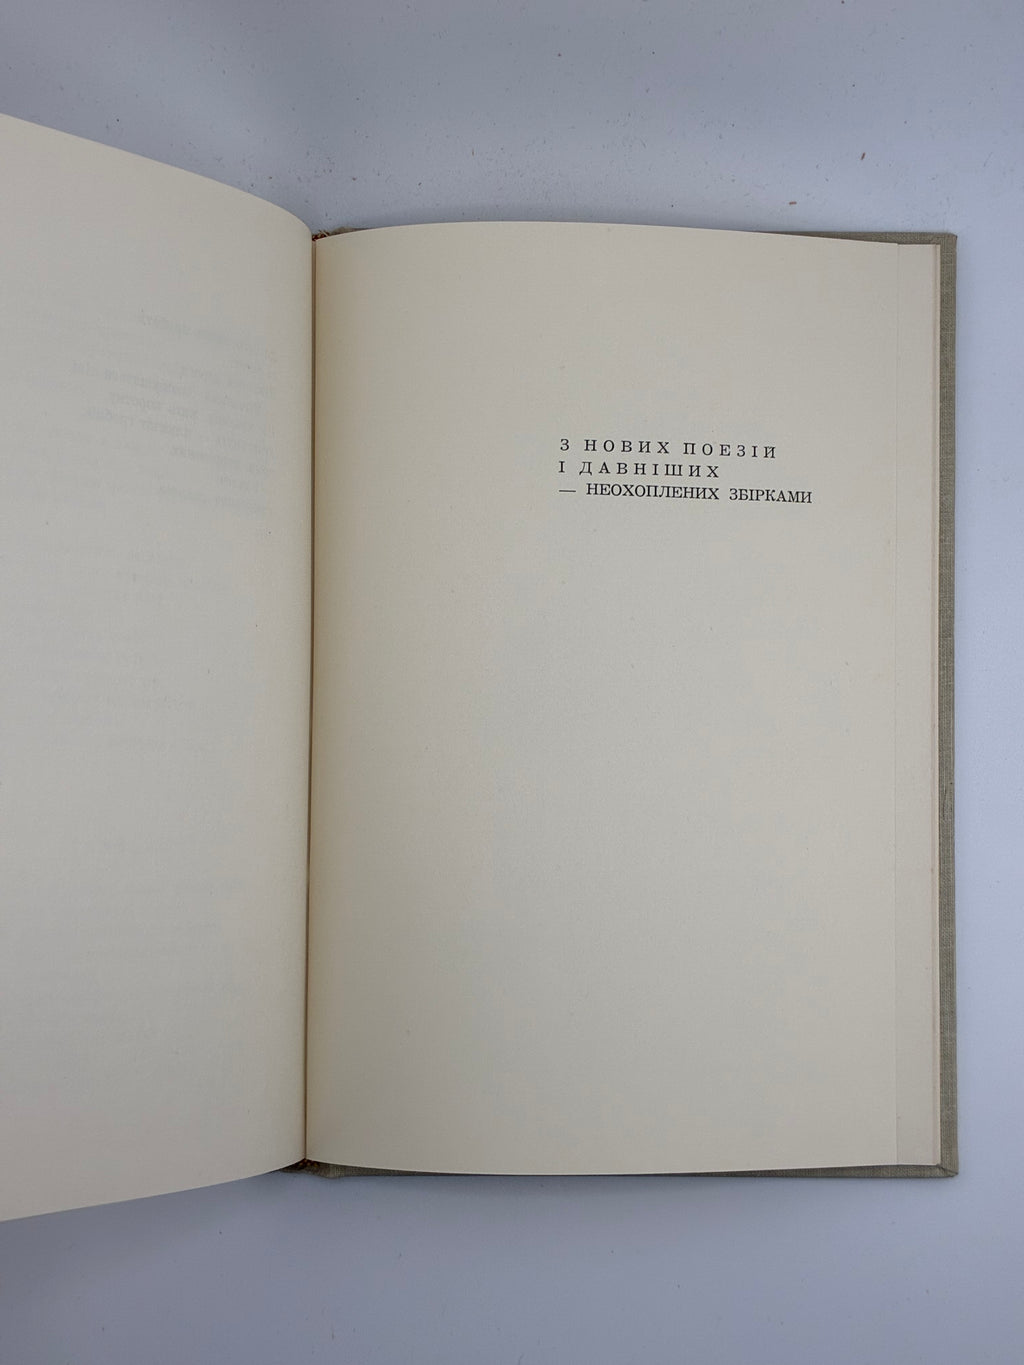 З НОВИХ ПОЕЗІЙ
І ДАВНІШИХ
— НЕОХОПЛЕНИХ ЗБІРКАМИ